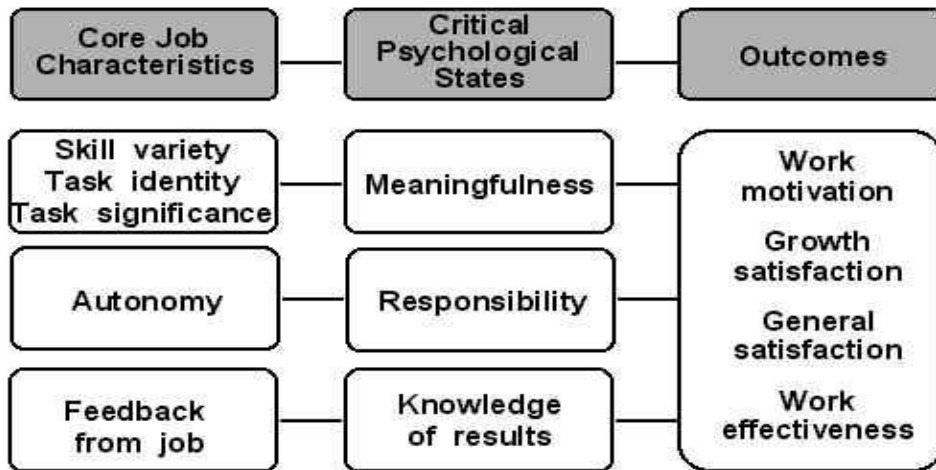 Core Job
Characteristics
Critical
Psychological
States
Outcomes
Skill variety
Task identity
Task significance
Meaningfulness
Autonomy
Responsibility
Feedback
from job
Knowledge
of results
Work
motivation
Growth
satisfaction
General
satisfaction
Work
effectiveness